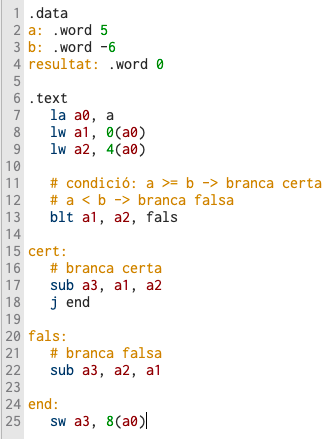 1 .data
2 a: .word 5
3 b: .word -6
4 resultat: .word 0
5
6 .text
7 la a0, a
8 lw a1, 0(a0)
9 lw a2, 4(a0)
10
11 # condició: a >= b -> branca certa
12 # a < b -> branca falsa
13 blt a1, a2, fals
14
15 cert:
16 # branca certa
17 sub a3, a1, a2
18 j end
19
20 fals:
21 # branca falsa
22 sub a3, a2, a1
23
24 end:
25 sw a3, 8(a0)